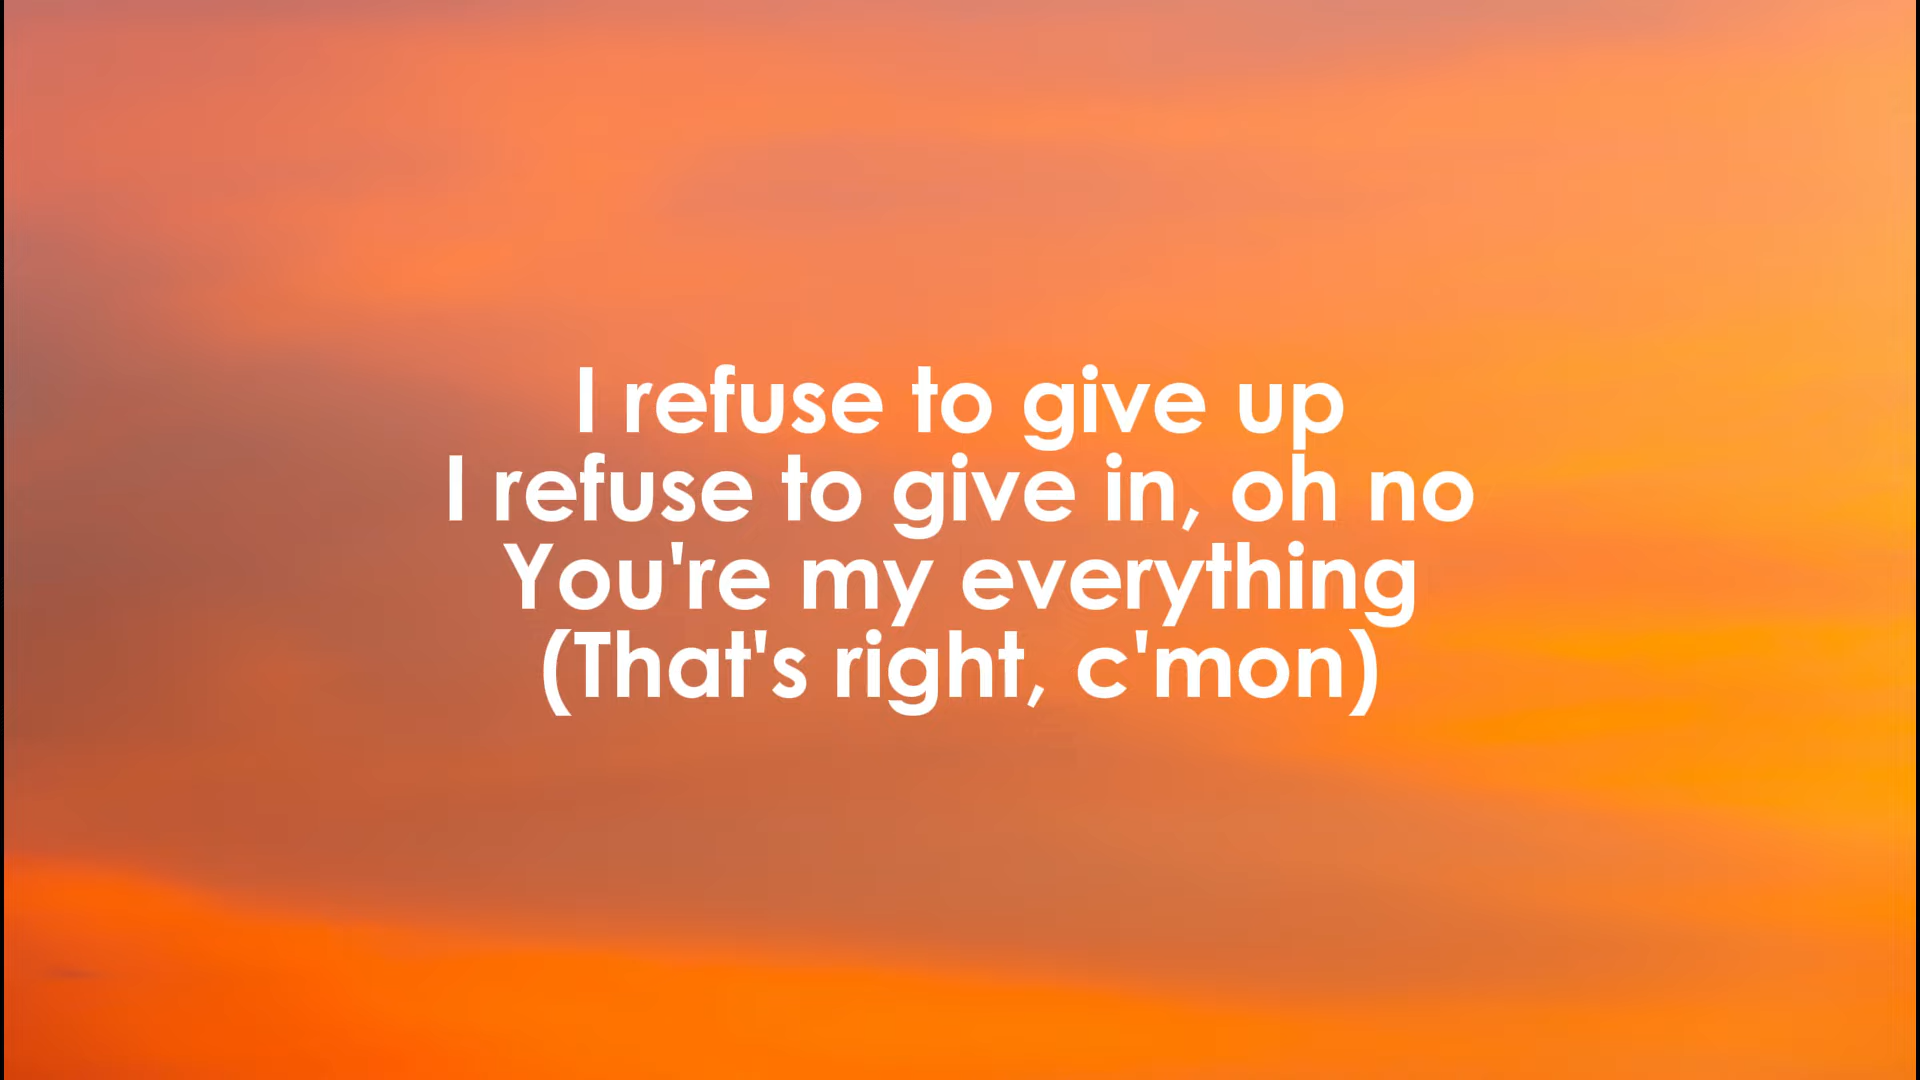 I refuse to give up
I refuse to give in, oh no
You're my everything
(That's right, c'mon)